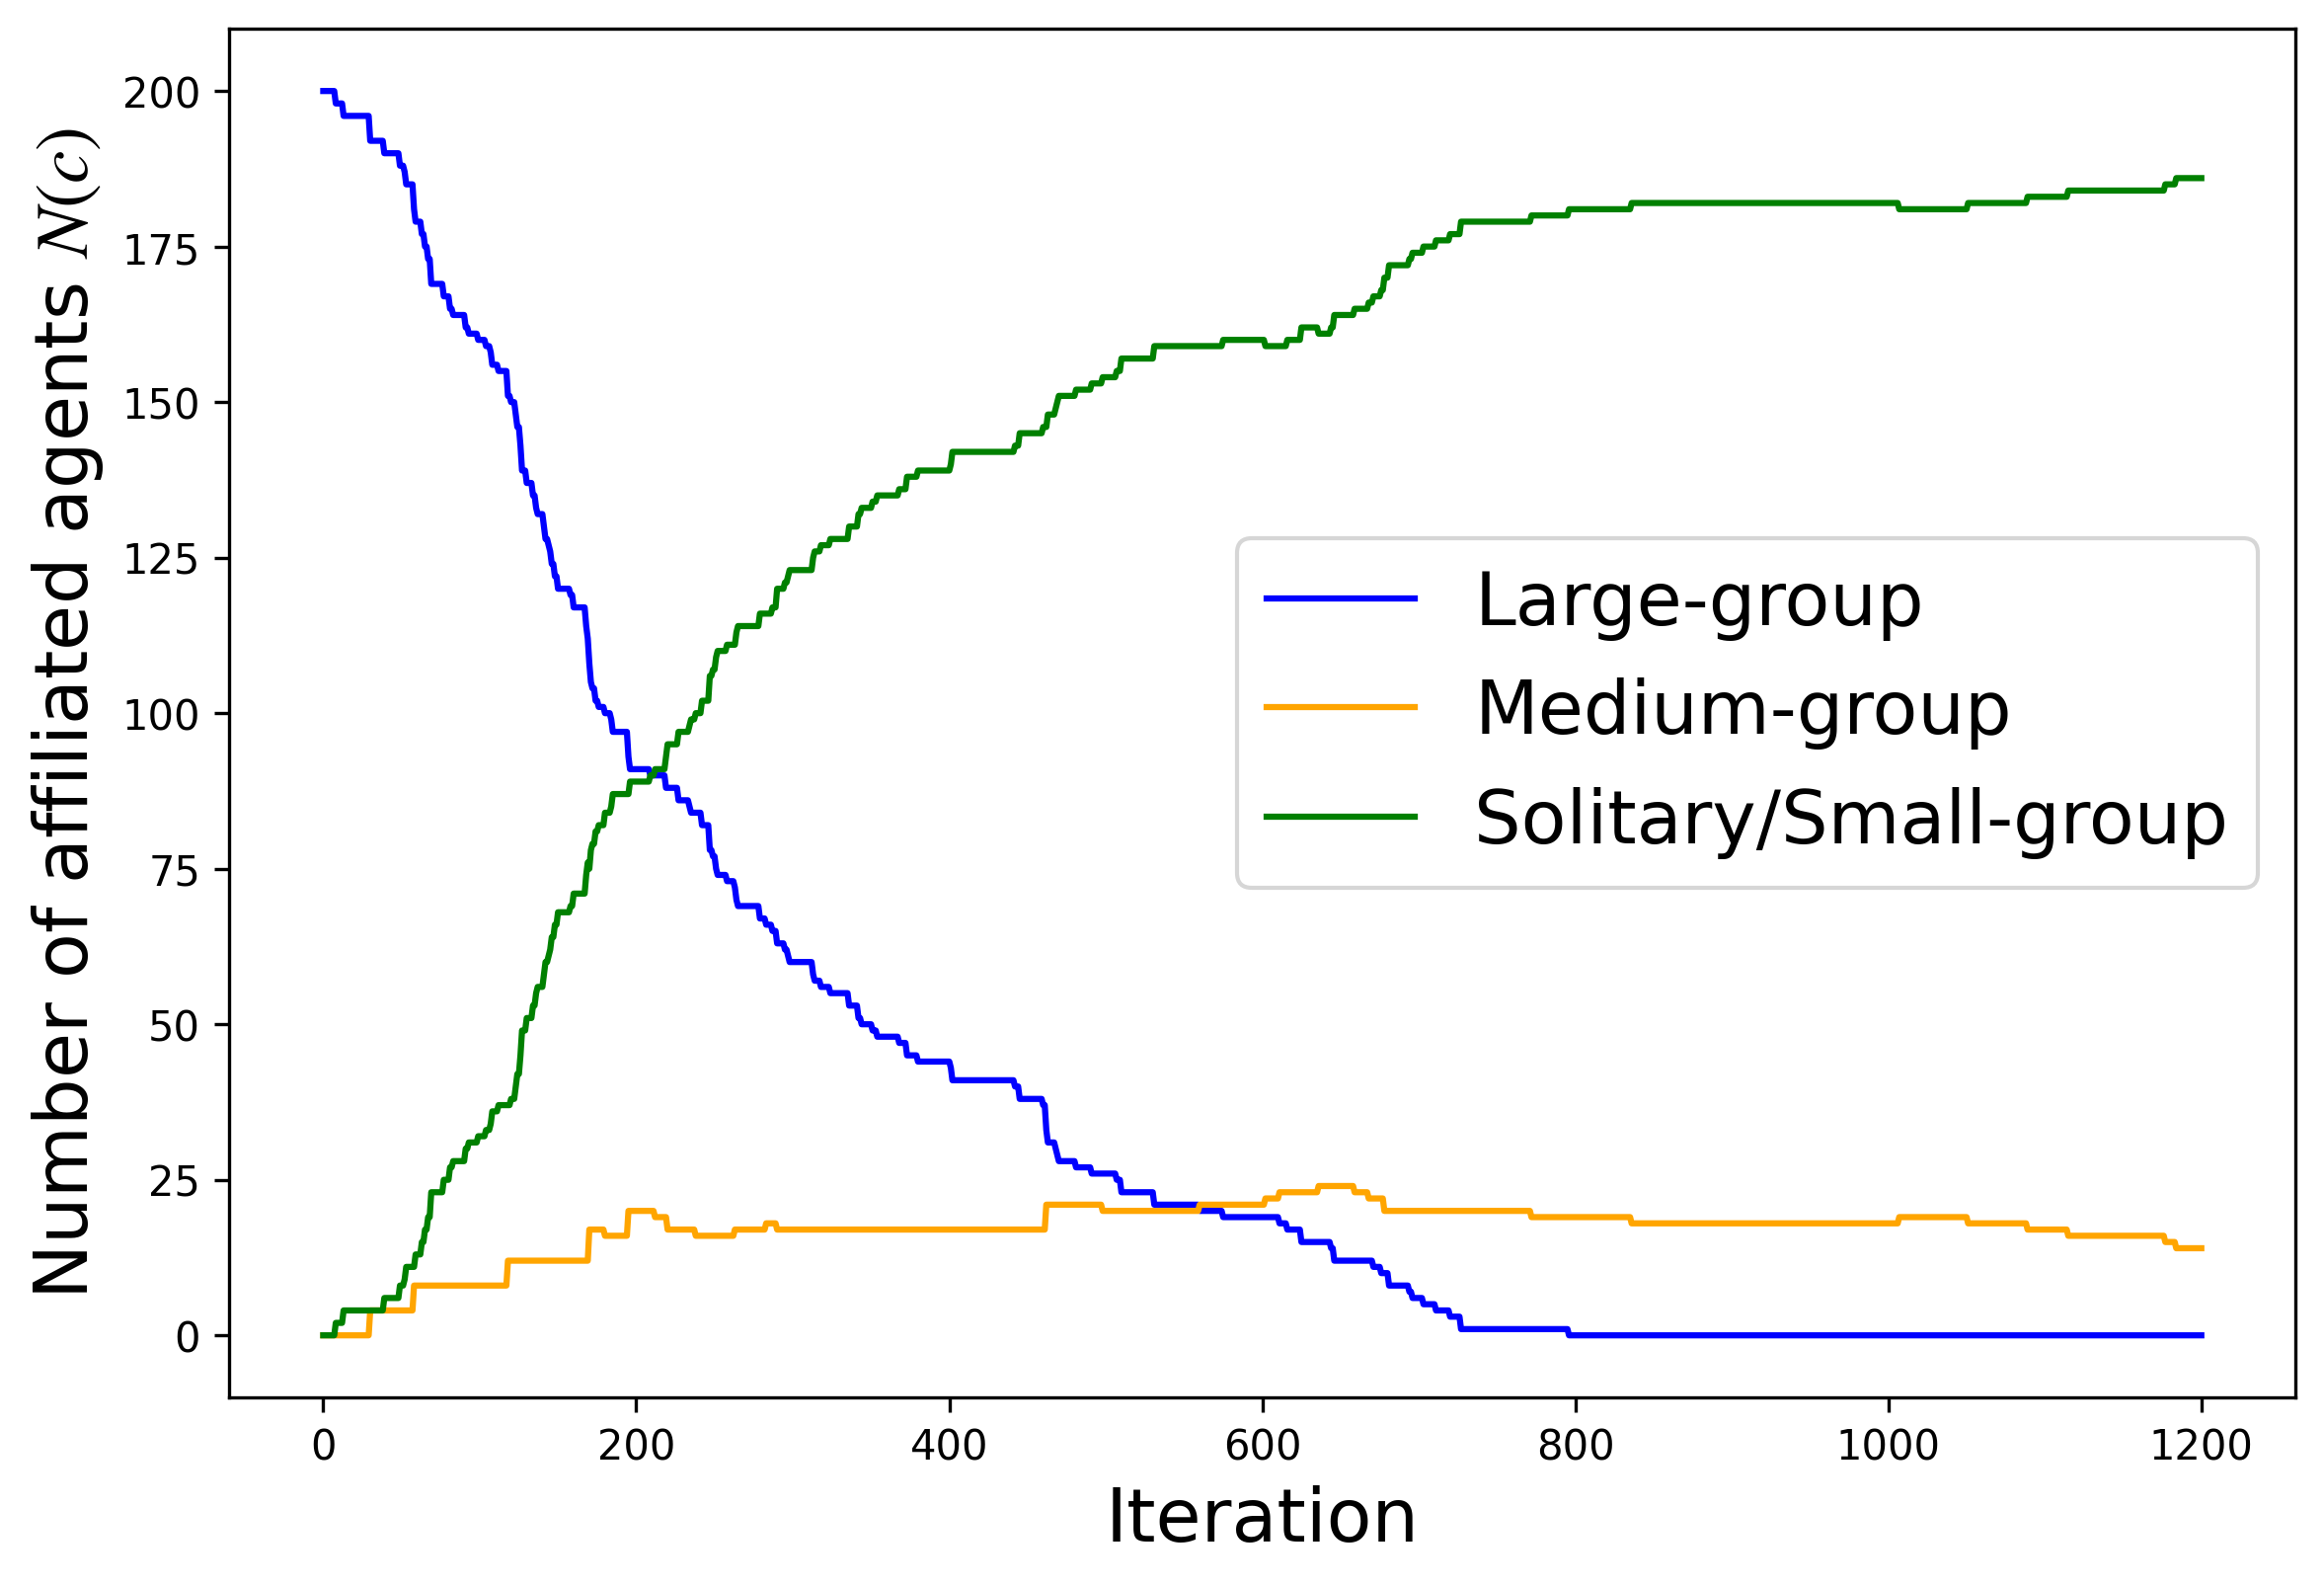 Number of affiliated agents N(c)
200
175
150
125
100
75
50
25
0
Large-group
Medium-group
Solitary/Small-group
0 200 400 600 800 1000 1200
Iteration